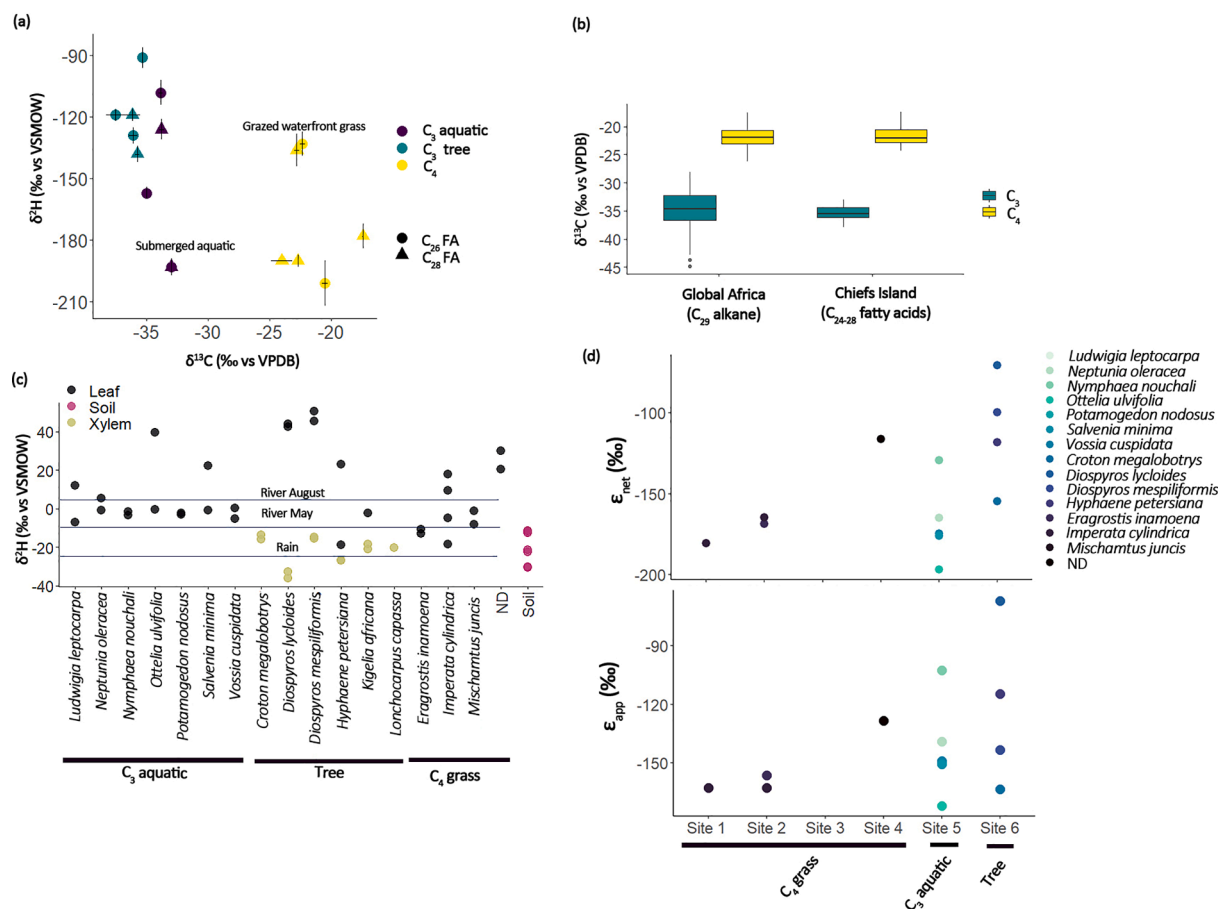 (a)
δ²H (‰ vs VSMOW)
-90
-120
-150
-180
-210
Grazed waterfront grass
Submerged aquatic
C₃ aquatic
C₃ tree
C₄
C₂₆ FA
C₂₈ FA
-35
-30
-25
-20
δ¹³C (‰ vs VPDB)
(b)
δ¹³C (‰ vs VPDB)
-20
-25
-30
-35
-40
-45
C₃
C₄
Global Africa
(C₂₉ alkane)
Chiefs Island
(C₂₄₋₂₈ fatty acids)
(c)
Leaf
Soil
Xylem
δ²H (‰ vs VSMOW)
40
20
0
-20
-40
River August
River May
Rain
Ludwigia leptocarpa
Neptunia oleracea
Nymphaea nouchali
Ottelia ulvifolia
Potamogedon nodosus
Salvenia minima
Vossia cuspidata
Croton megalobotrys
Diospyros lycloides
Diospyros mespiliformis
Hyphaene petersiana
Kigelia africana
Lonchocarpus capassa
Eragrostis inamoena
Imperata cylindrica
Mischamtus juncis
ND
Soil
C₃ aquatic
Tree
C₄ grass
(d)
εnet (‰)
-100
-150
-200
εapp (‰)
-90
-120
-150
Site 1
Site 2
Site 3
Site 4
Site 5
Site 6
C₄ grass
C₃ aquatic
Tree
Ludwigia leptocarpa
Neptunia oleracea
Nymphaea nouchali
Ottelia ulvifolia
Potamogedon nodosus
Salvenia minima
Vossia cuspidata
Croton megalobotrys
Diospyros lycloides
Diospyros mespiliformis
Hyphaene petersiana
Eragrostis inamoena
Imperata cylindrica
Mischamtus juncis
ND